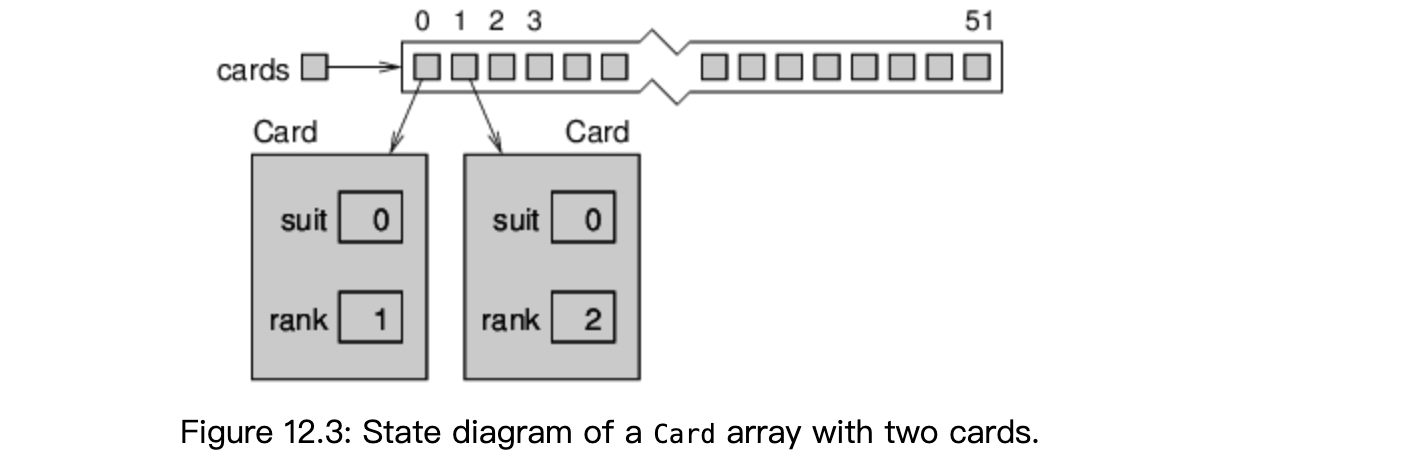 0 1 2 3 51
cards
Card Card
suit 0 suit 0
rank 1 rank 2
Figure 12.3: State diagram of a Card array with two cards.